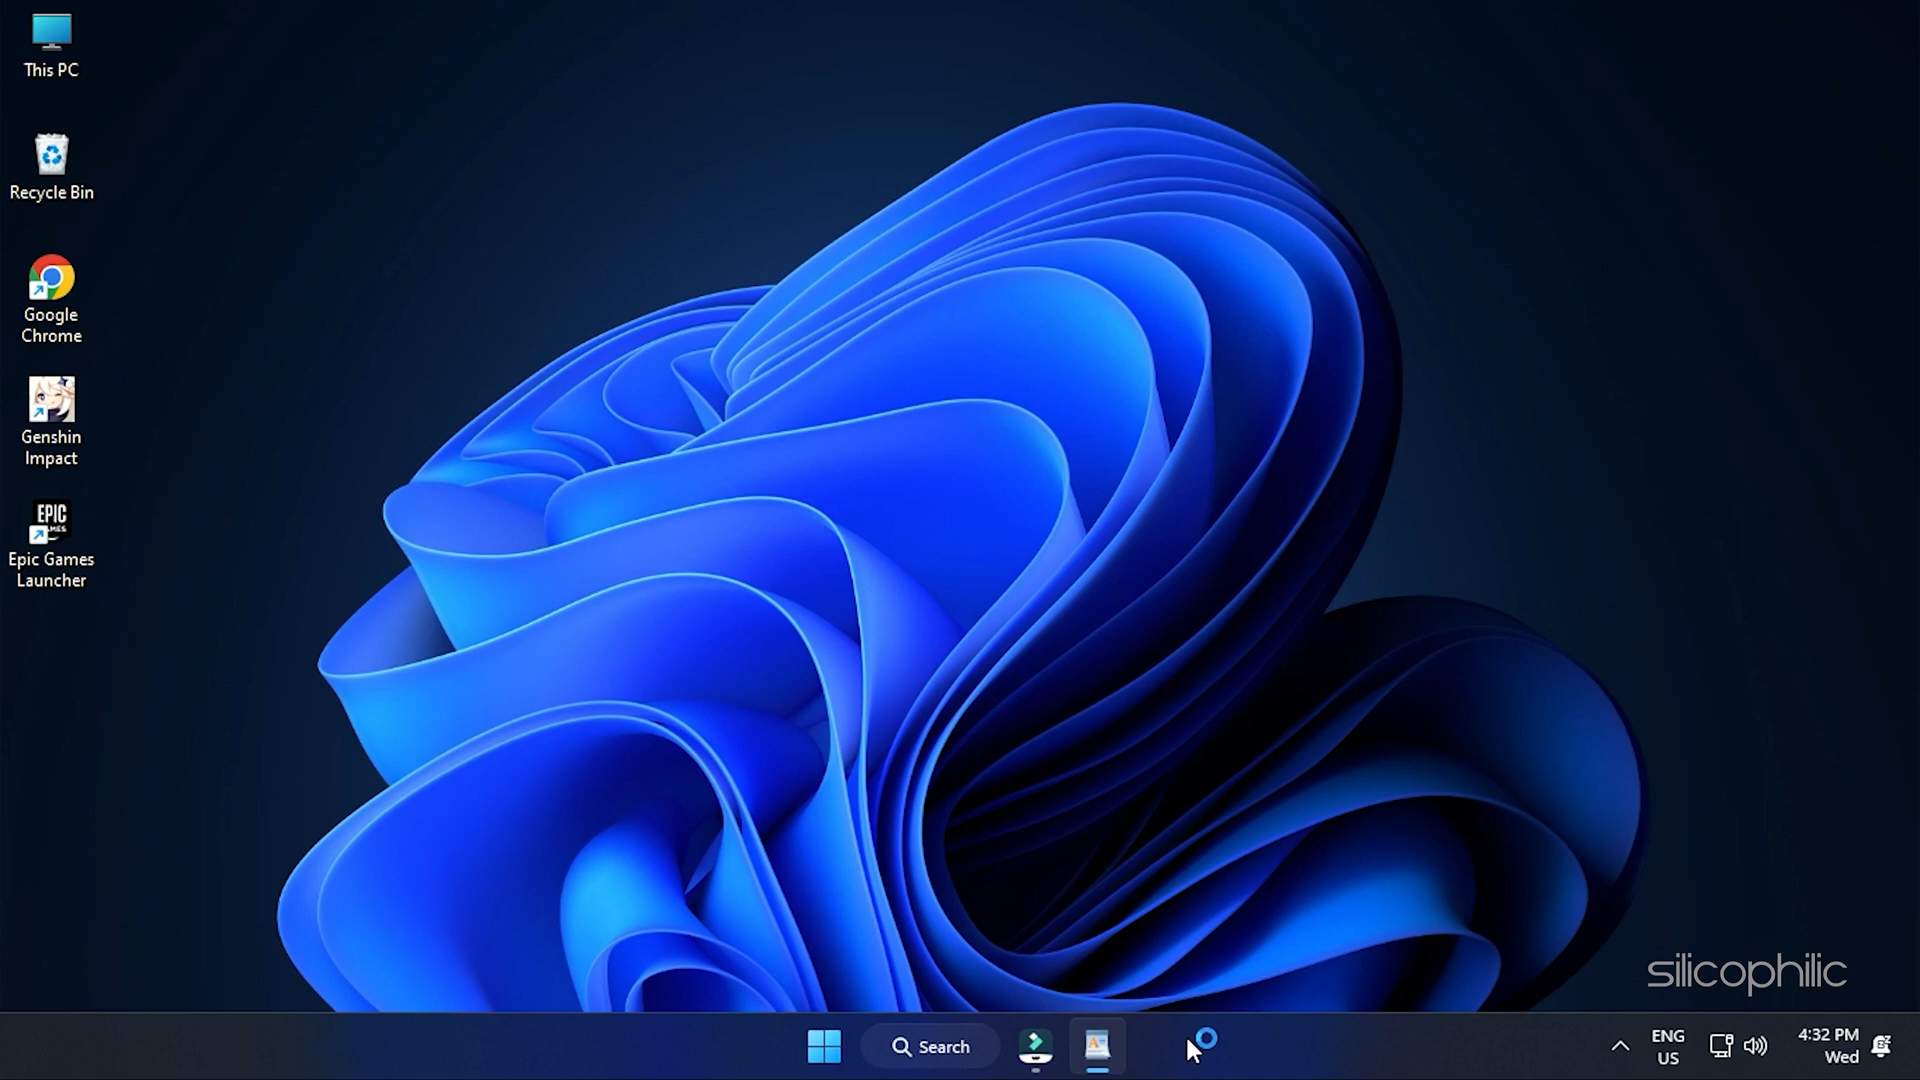 This PC
Recycle Bin
Google
Chrome
Genshin
Impact
EPIC
Epic Games
Launcher
silicophilic
Search
ENG
US
4:32 PM
Wed